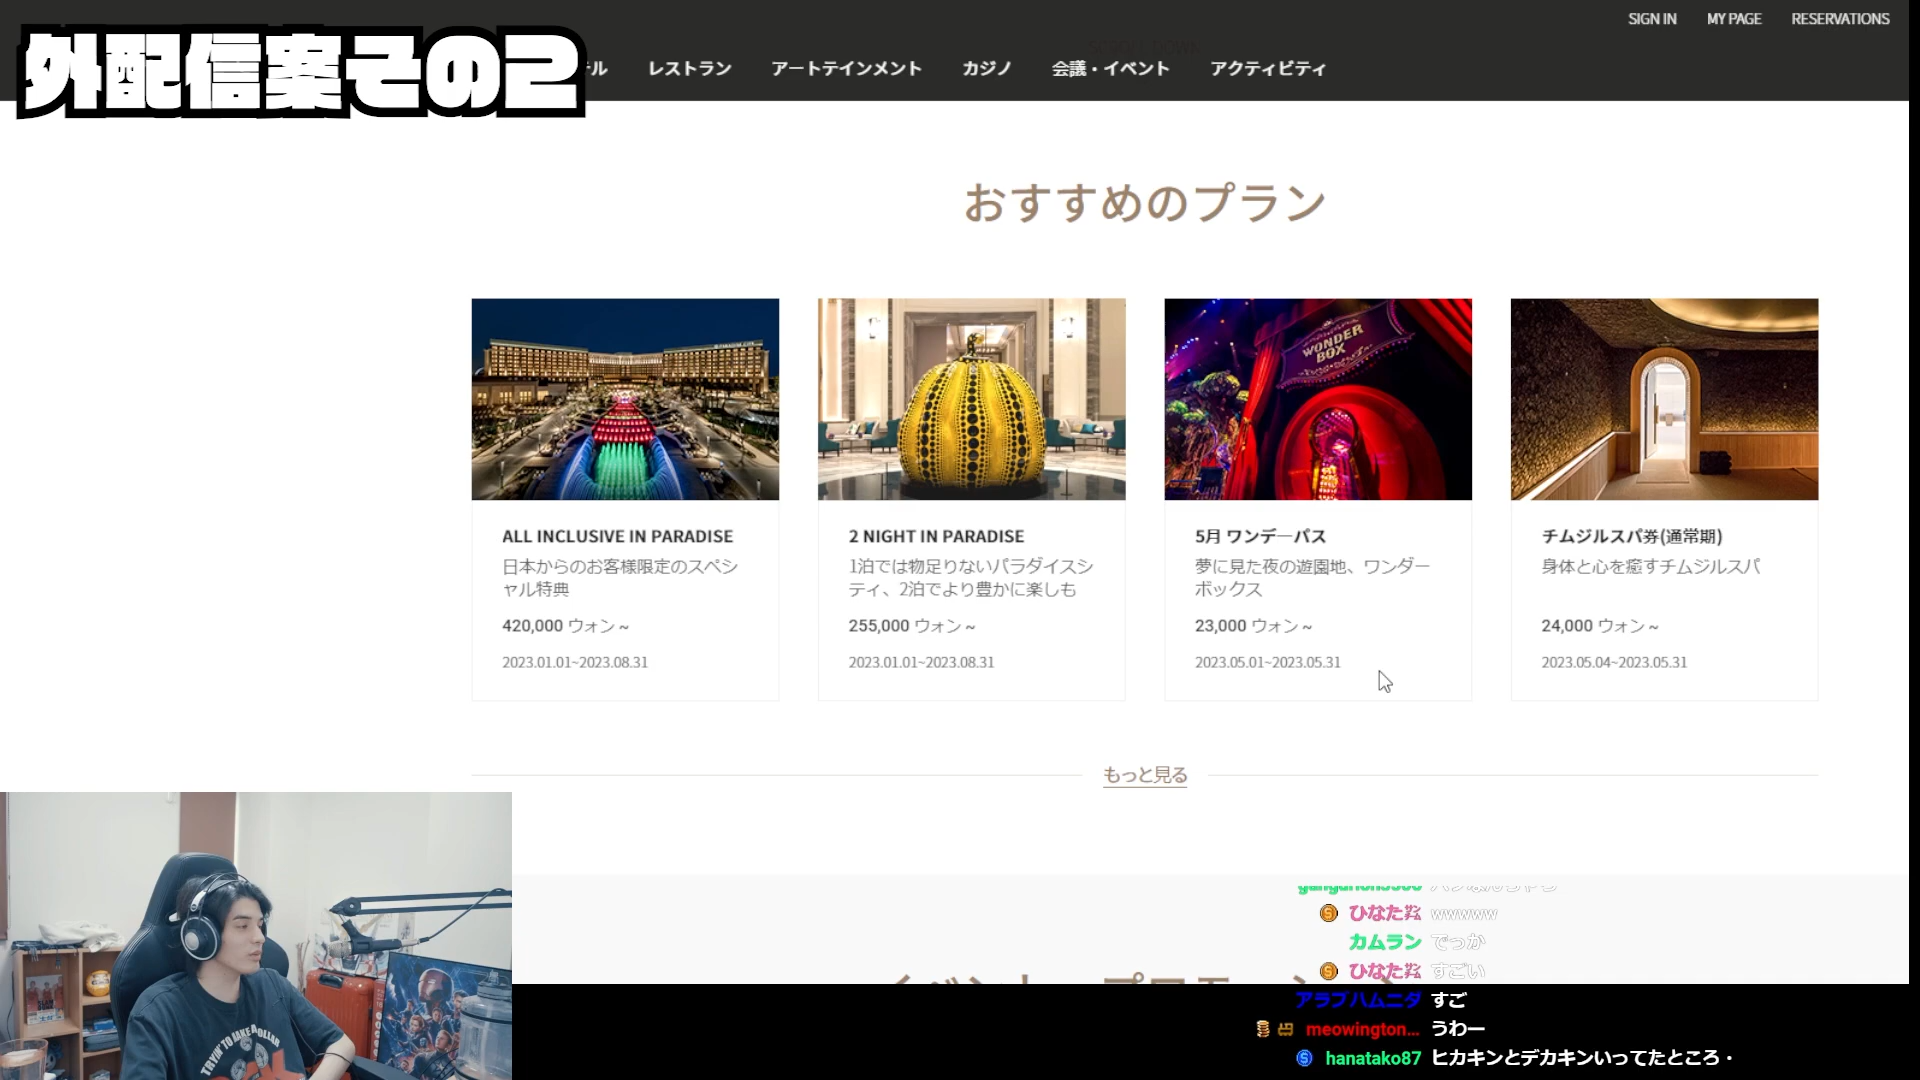 外配信案その2
SIGN IN MY PAGE RESERVATIONS
テル レストラン アートテインメント カジノ 会議・イベント アクティビティ
おすすめのプラン
WONDER
BOX
ALL INCLUSIVE IN PARADISE
日本からのお客様限定のスペシ
ャル特典
420,000 ウォン ~
2023.01.01~2023.08.31
2 NIGHT IN PARADISE
1泊では物足りないパラダイスシ
ティ、2泊でより豊かに楽しも
255,000 ウォン ~
2023.01.01~2023.08.31
5月 ワンデーパス
夢に見た夜の遊園地、ワンダー
ボックス
23,000 ウォン ~
2023.05.01~2023.05.31
チムジルスパ券(通常期)
身体と心を癒すチムジルスパ
24,000 ウォン ~
2023.05.04~2023.05.31
もっと見る
ひなた wwwww
カムラン でっか
ひなた すごい
アラブハムニダ すご
meowington... うわー
hanatako87 ヒカキンとデカキンいってたところ・
TRYIN' TO MAKE A DOLLAR